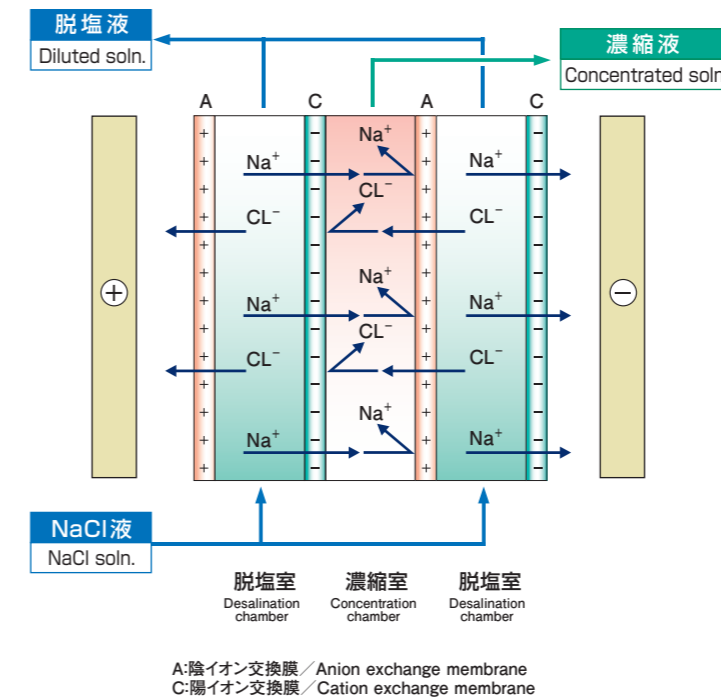 脱塩液
Diluted soln.
濃縮液
Concentrated soln
A
C
A
C
Na⁺
Na⁺
Na⁺
CL⁻
CL⁻
CL⁻
Na⁺
Na⁺
Na⁺
CL⁻
CL⁻
CL⁻
Na⁺
Na⁺
Na⁺
+
−
NaCl液
NaCl soln.
脱塩室
Desalination
chamber
濃縮室
Concentration
chamber
脱塩室
Desalination
chamber
A:陰イオン交換膜/Anion exchange membrane
C:陽イオン交換膜/Cation exchange membrane